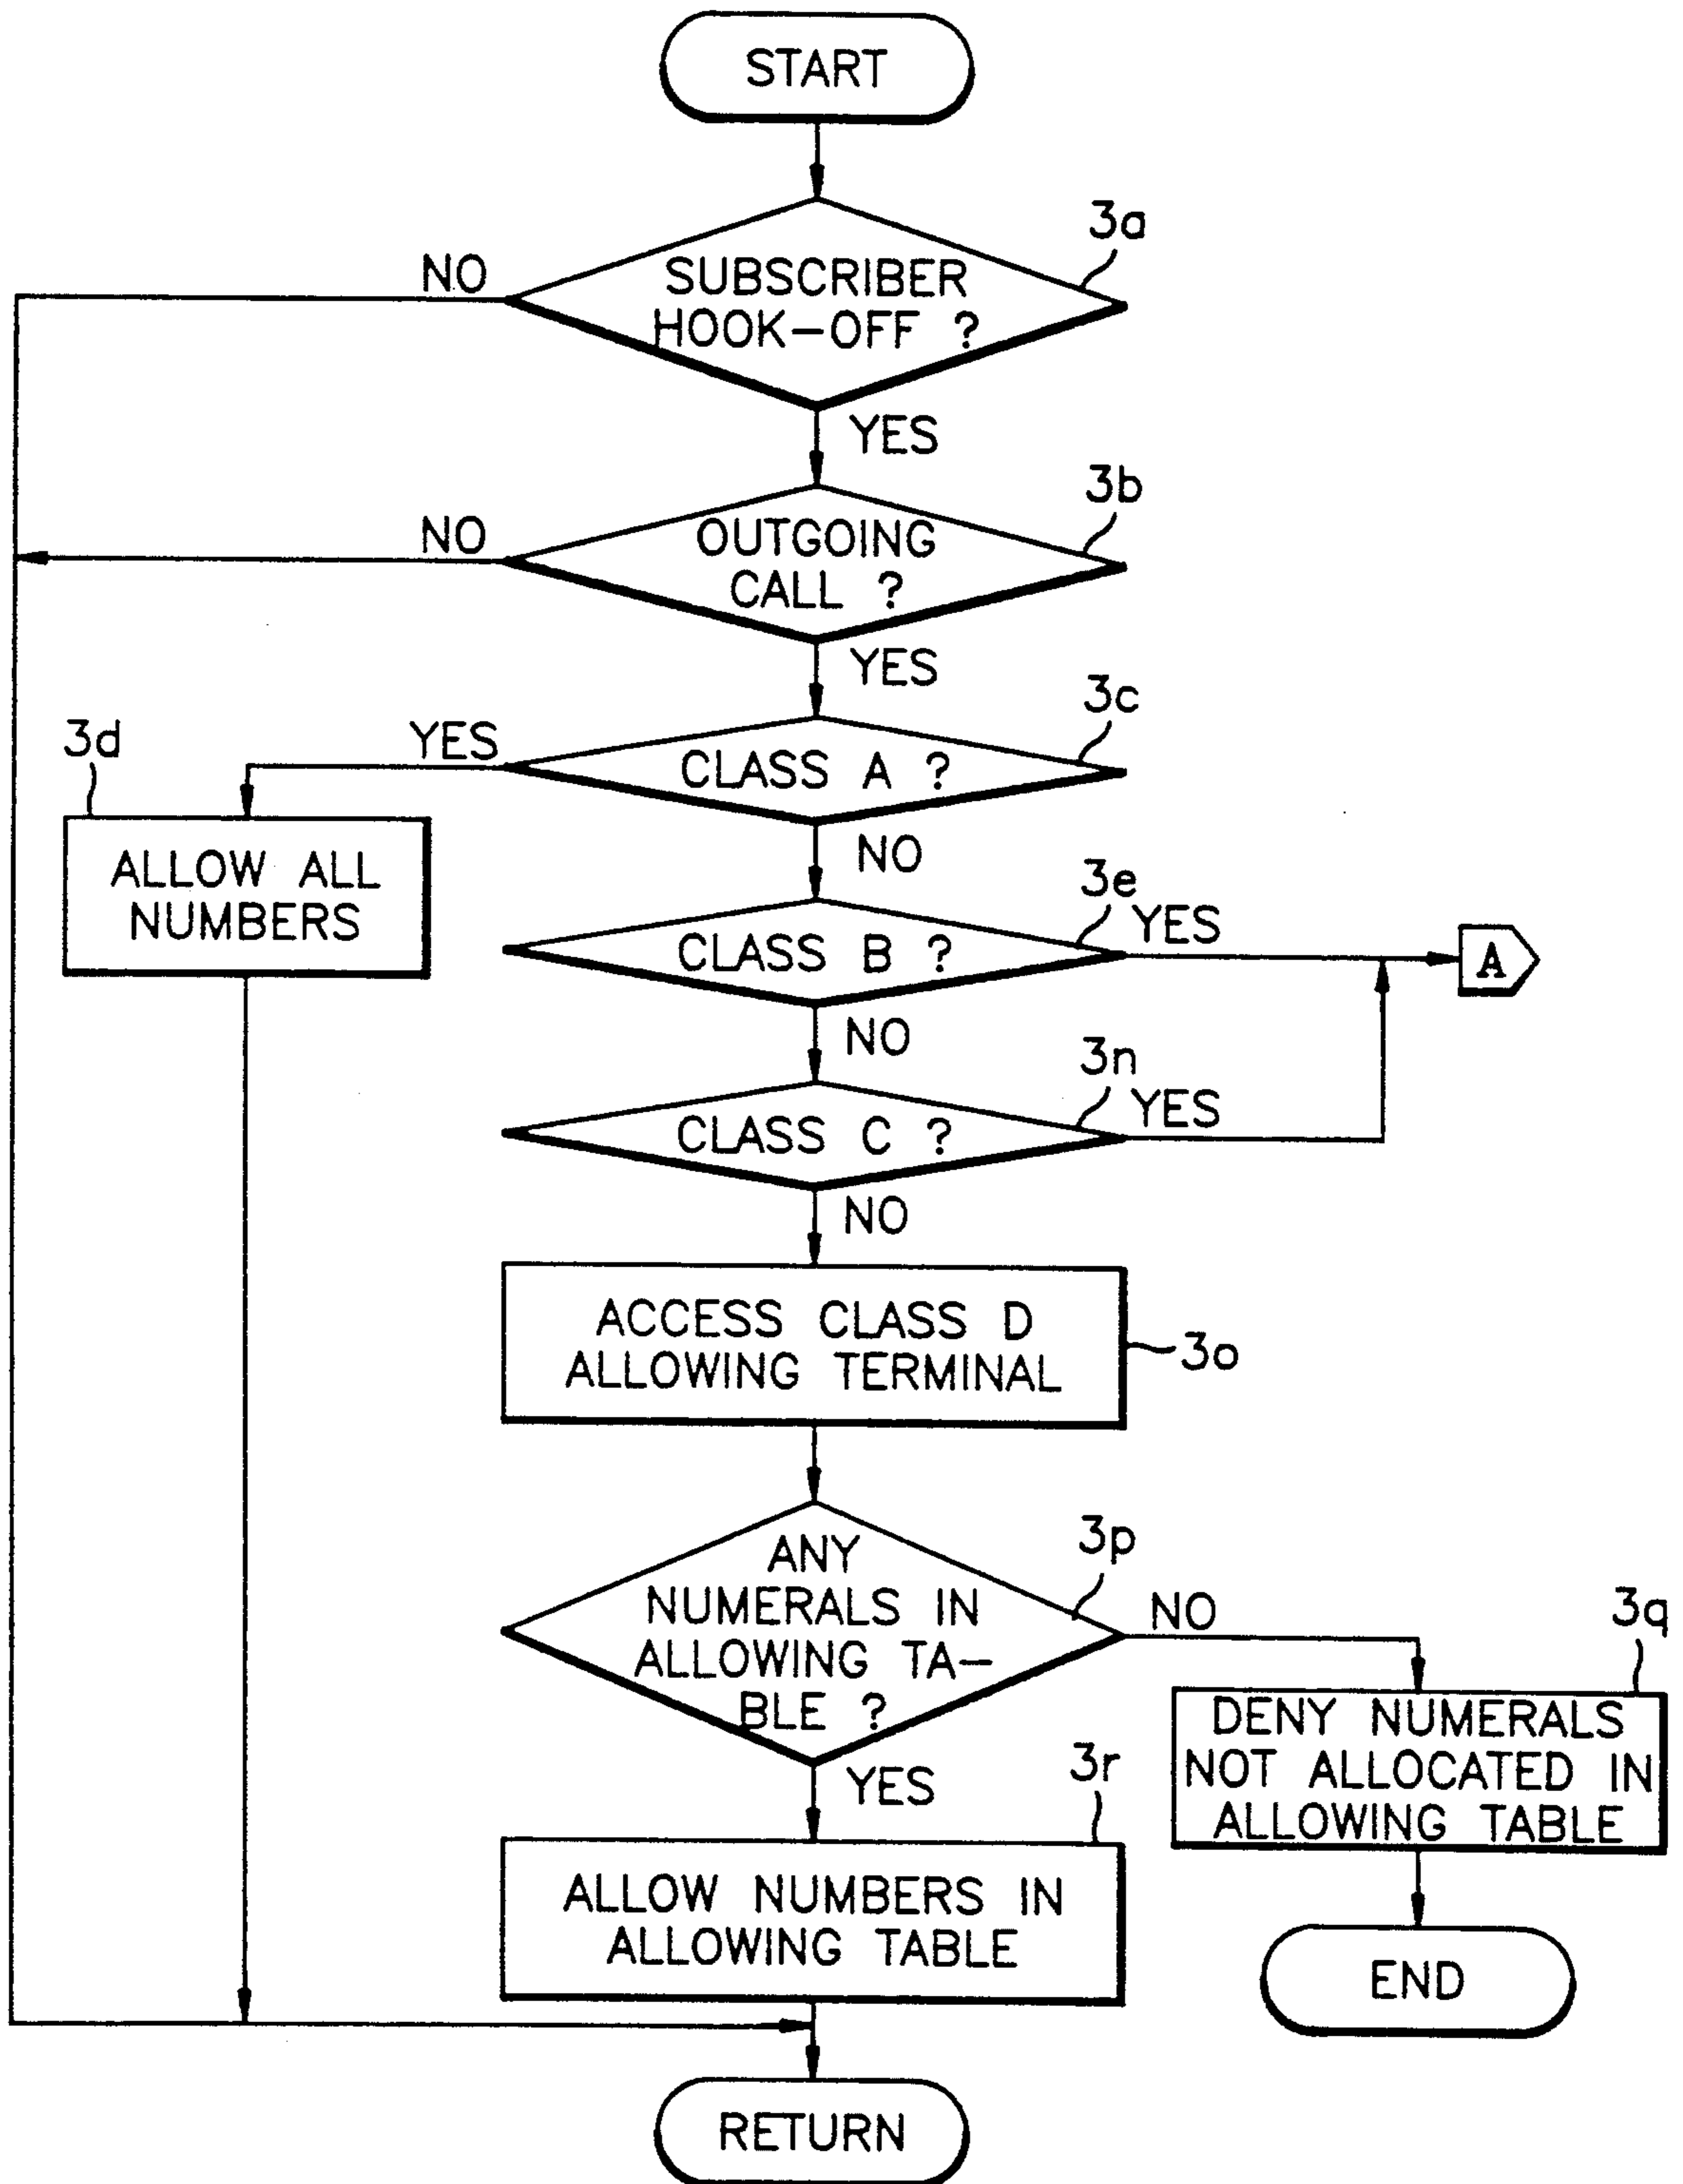 START
3a
NO
SUBSCRIBER
HOOK-OFF ?
YES
3b
NO
OUTGOING
CALL ?
YES
3c
3d
YES
CLASS A ?
ALLOW ALL
NUMBERS
NO
3e
YES
CLASS B ?
A
NO
3n
YES
CLASS C ?
NO
ACCESS CLASS D
ALLOWING TERMINAL
3o
3p
ANY
NUMERALS IN
ALLOWING TA-
BLE ?
NO
3q
DENY NUMERALS
NOT ALLOCATED IN
ALLOWING TABLE
YES
3r
ALLOW NUMBERS IN
ALLOWING TABLE
END
RETURN